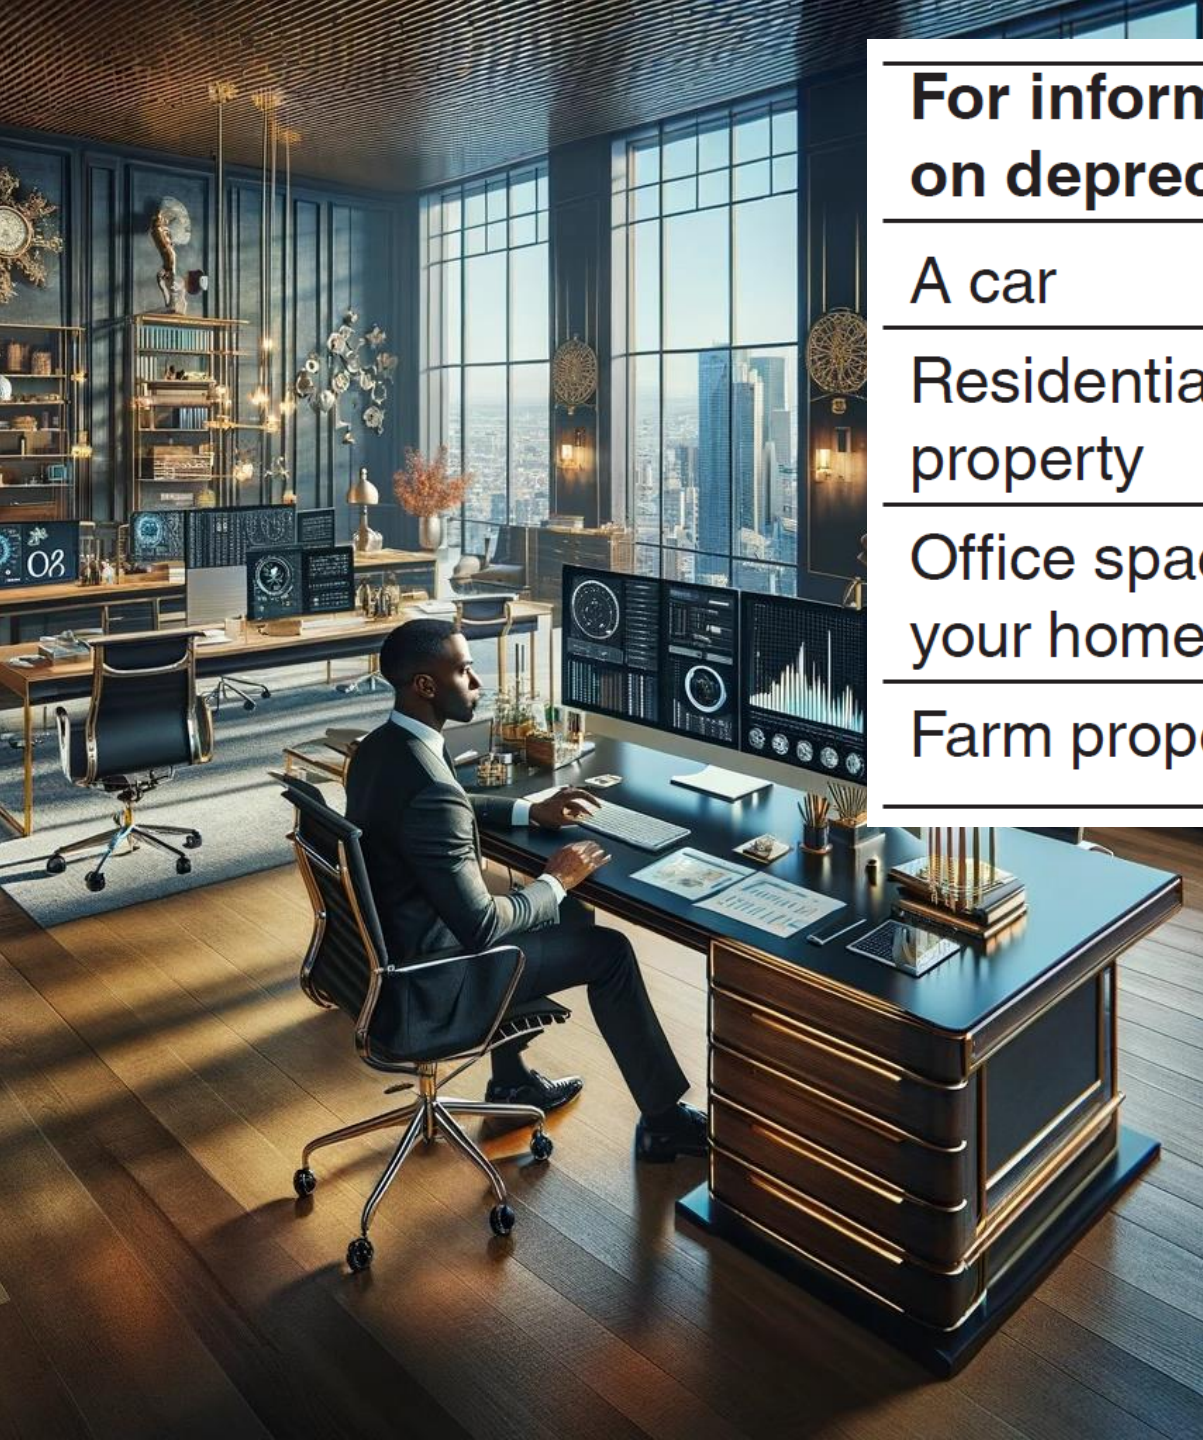 For inform
on deprec
A car
Residentia
property
Office spac
your home
Farm prope